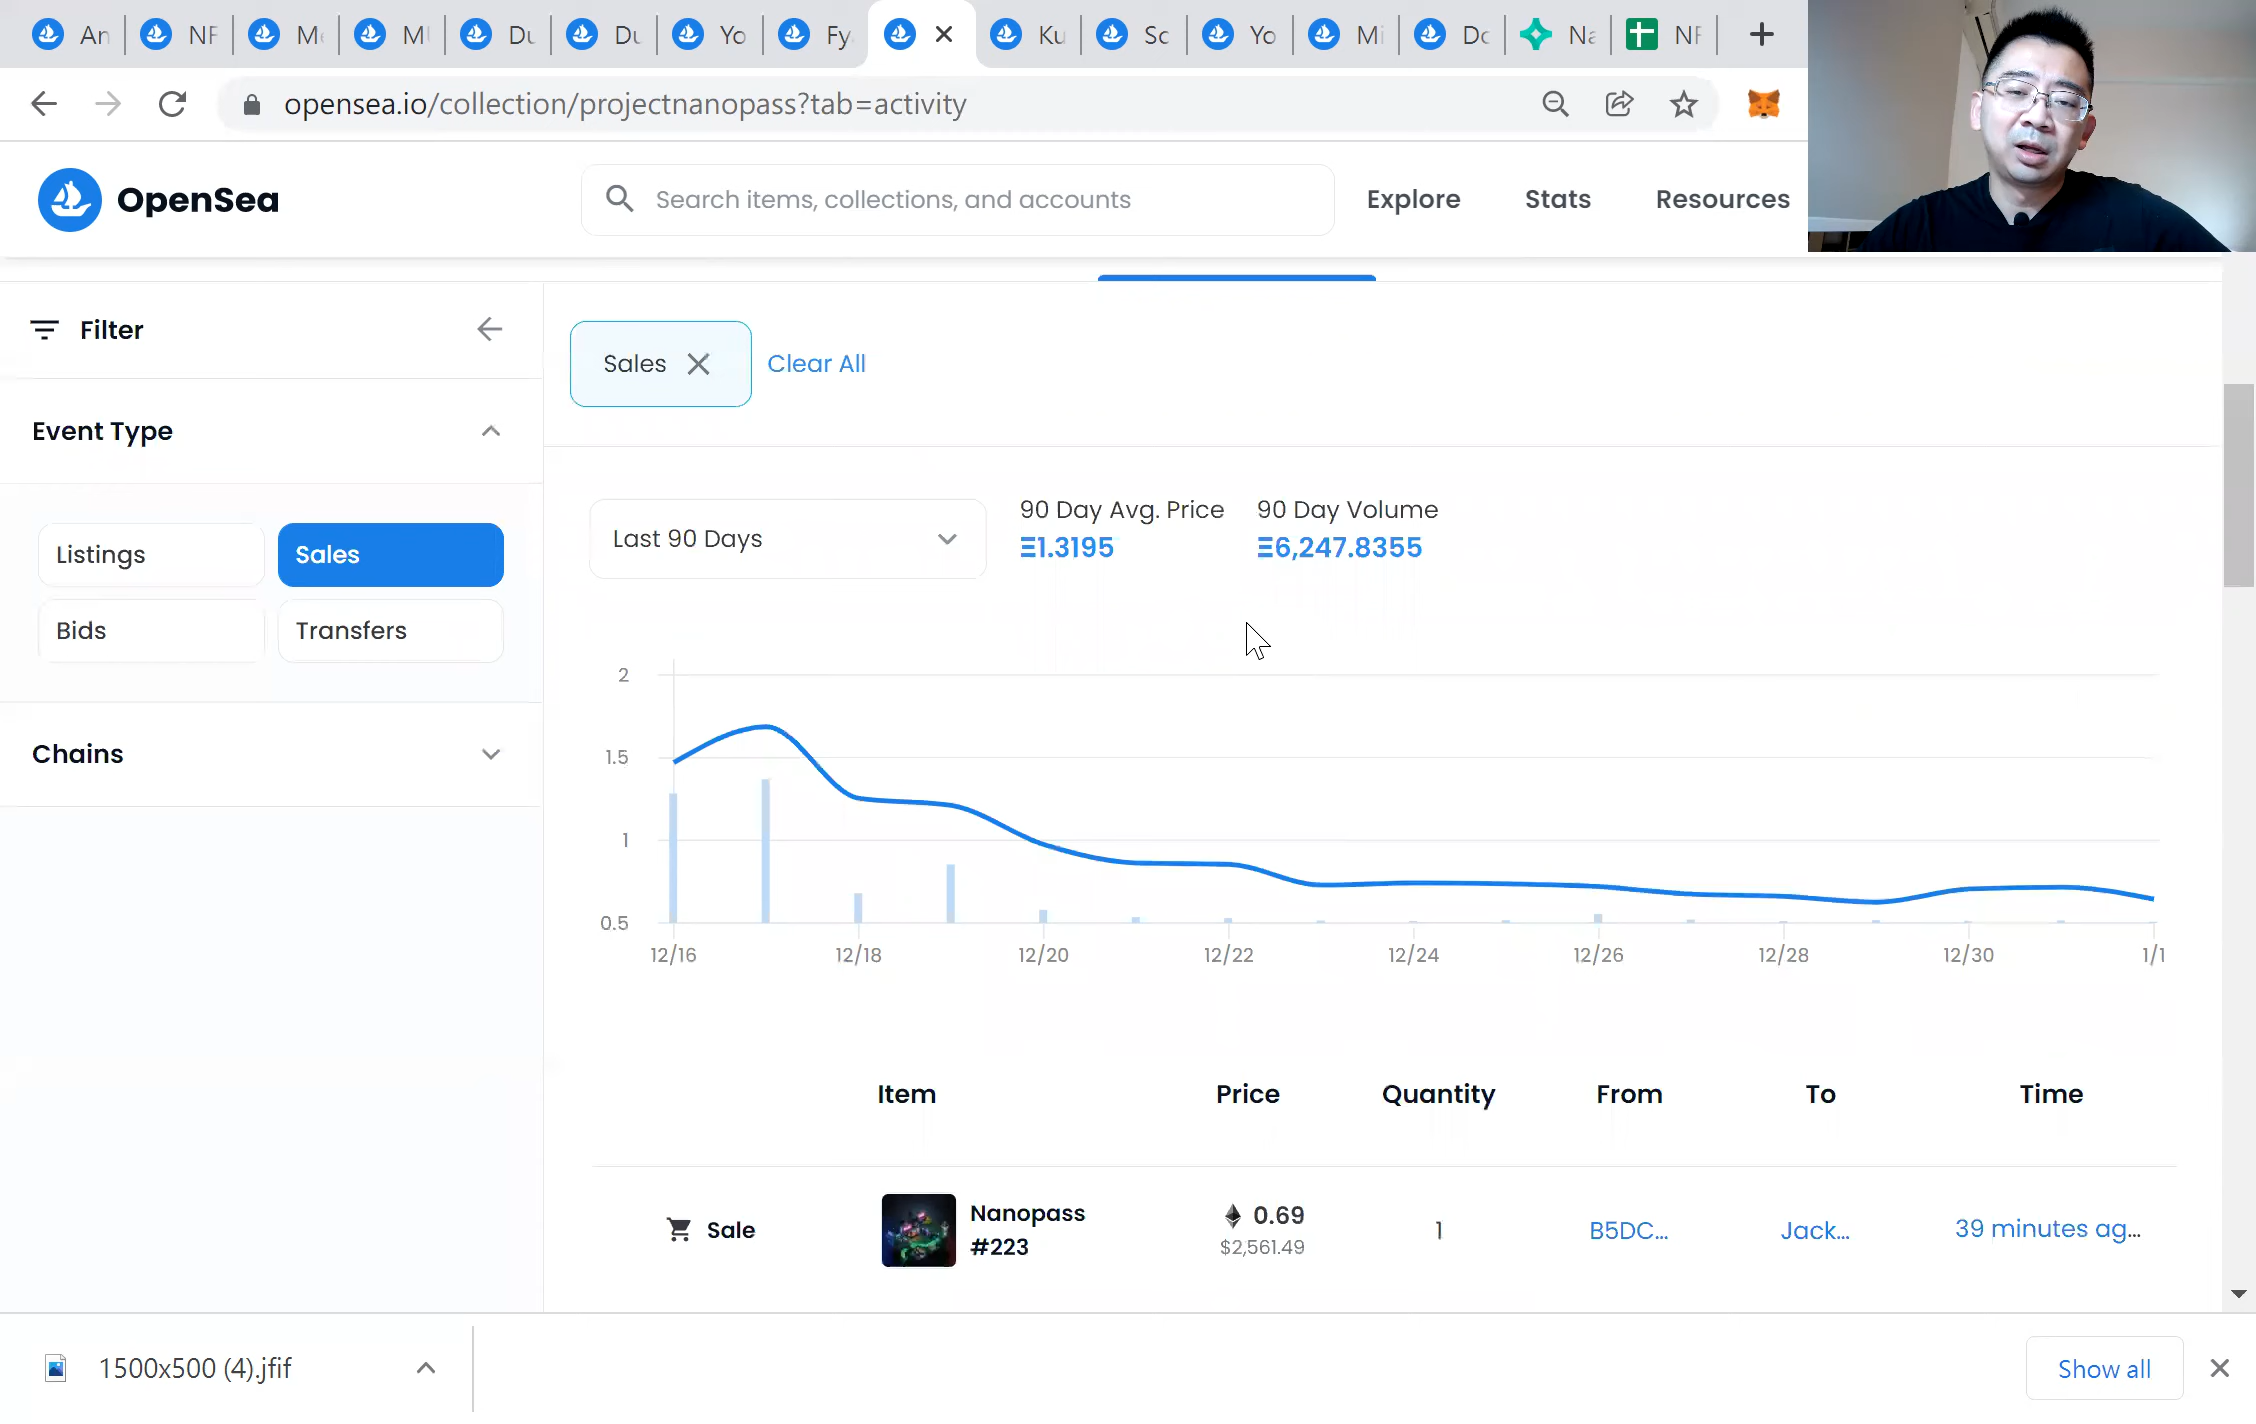 An NF Me MU Du Du Yo Fy Ku Sc Yo Mi Do Na NF
opensea.io/collection/projectnanopass?tab=activity
OpenSea Search items, collections, and accounts Explore Stats Resources
Filter
Sales Clear All
Event Type
Listings Sales
Bids Transfers
Chains
Last 90 Days
90 Day Avg. Price 90 Day Volume
Ξ1.3195 Ξ6,247.8355
2
1.5
1
0.5
12/16 12/18 12/20 12/22 12/24 12/26 12/28 12/30 1/1
Item Price Quantity From To Time
Sale Nanopass #223 0.69 $2,561.49 1 B5DC... Jack... 39 minutes ag...
1500x500 (4).jfif Show all